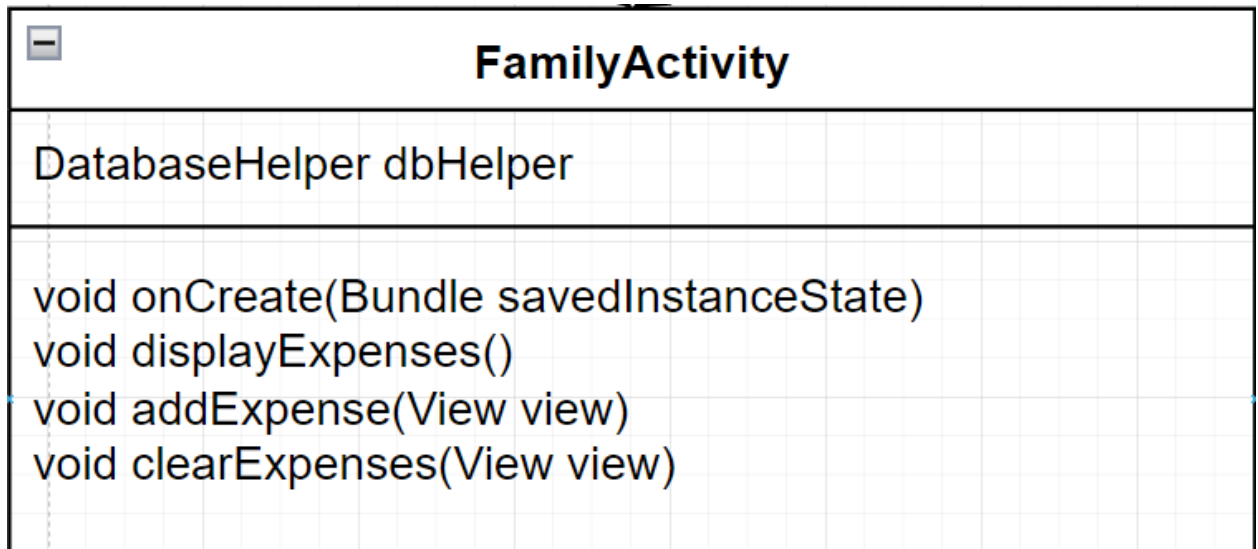 FamilyActivity
DatabaseHelper dbHelper
void onCreate(Bundle savedInstanceState)
void displayExpenses()
void addExpense(View view)
void clearExpenses(View view)